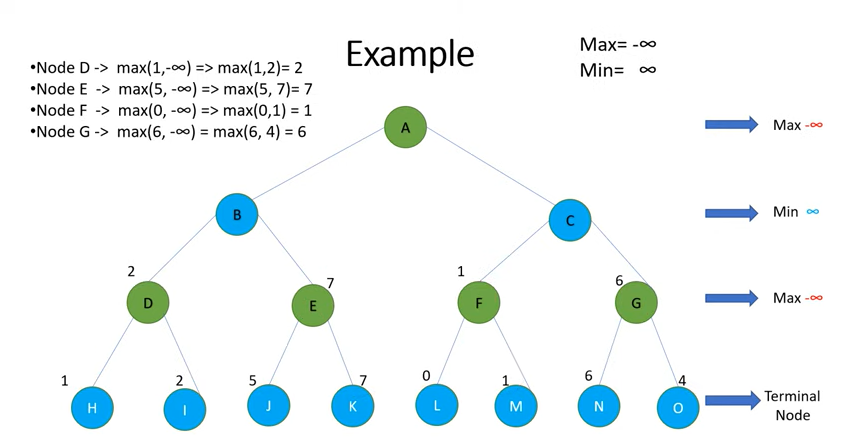 Example
Max= -∞
Min= ∞
•Node D -> max(1,-∞) => max(1,2)= 2
•Node E -> max(5, -∞) => max(5, 7)= 7
•Node F -> max(0, -∞) => max(0,1) = 1
•Node G -> max(6, -∞) = max(6, 4) = 6
A
Max -∞
B
C
Min ∞
2
7
1
6
D
E
F
G
Max -∞
1
2
5
7
0
1
6
4
H
I
J
K
L
M
N
O
Terminal
Node